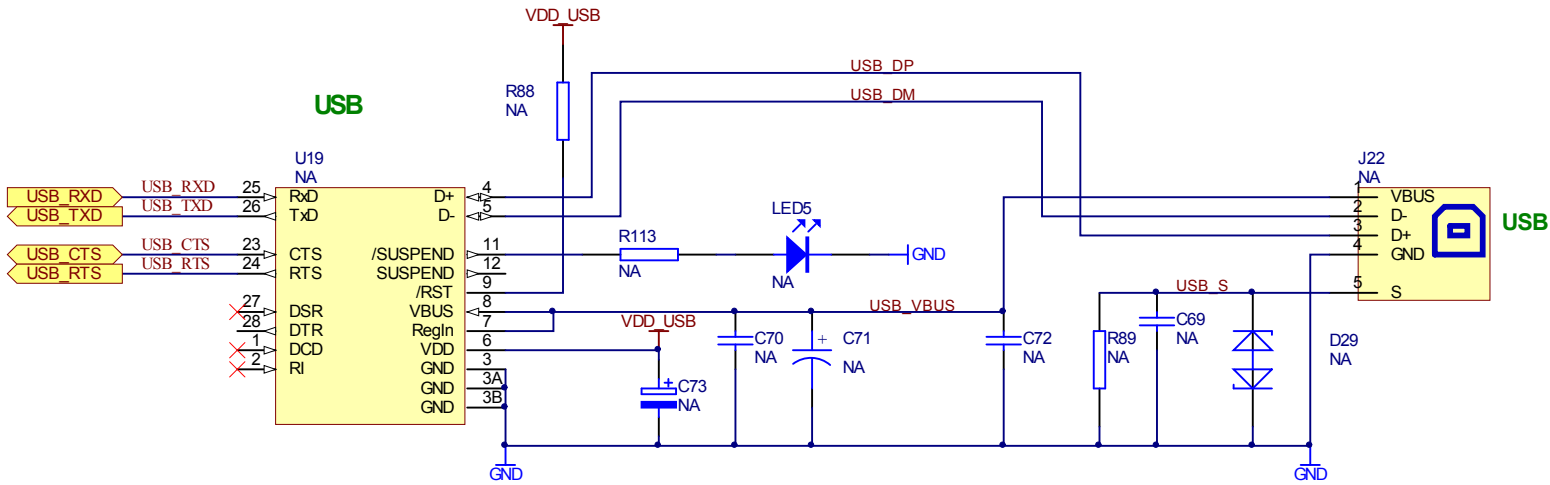 VDD_USB
USB_DP
R88
NA
USB_DM
USB
U19
NA
J22
NA
USB_RXD USB_RXD 25 RxD D+ 4
USB_TXD USB_TXD 26 TxD D- 5
1 VBUS
2 D-
3 D+
4 GND
5 S
USB
LED5
NA
USB_CTS USB_CTS 23 CTS /SUSPEND 11
R113
NA
GND
USB_RTS USB_RTS 24 RTS SUSPEND 12
/RST 9
27 DSR VBUS 8
USB_VBUS
USB_S
28 DTR RegIn 7
VDD_USB
1 DCD VDD 6
2 RI GND 3
GND 3A
GND 3B
C70
NA
C71
+
NA
C72
NA
R89
NA
C69
NA
D29
NA
+
C73
NA
GND
GND